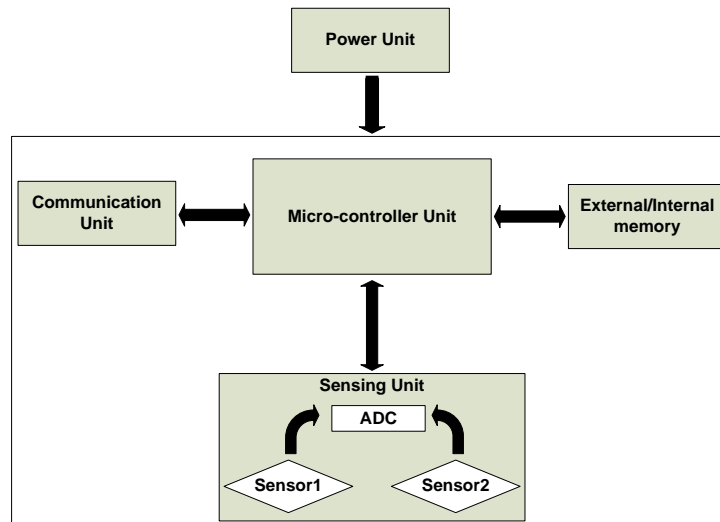 Power Unit
Communication
Unit
Micro-controller Unit
External/Internal
memory
Sensing Unit
ADC
Sensor1
Sensor2